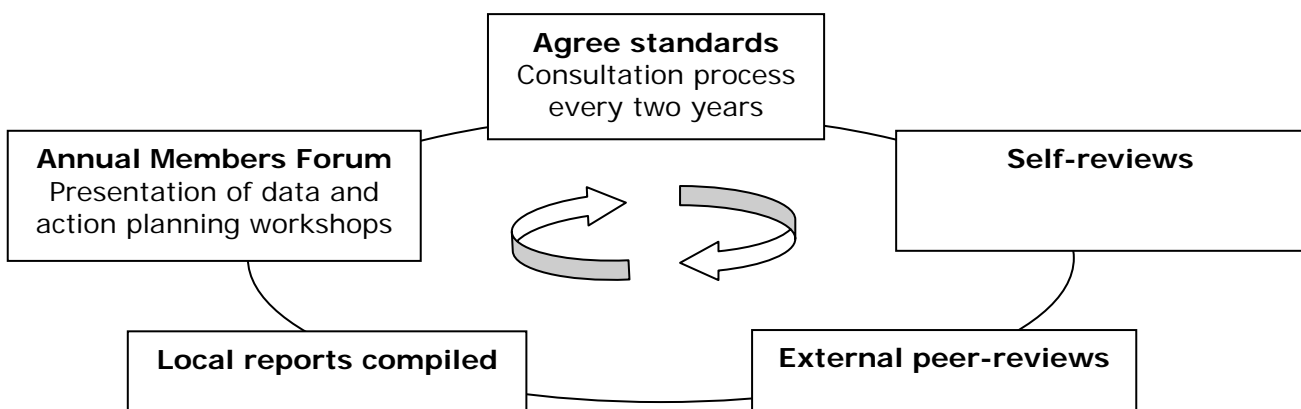 Agree standards
Consultation process
every two years
Self-reviews
External peer-reviews
Local reports compiled
Annual Members Forum
Presentation of data and
action planning workshops